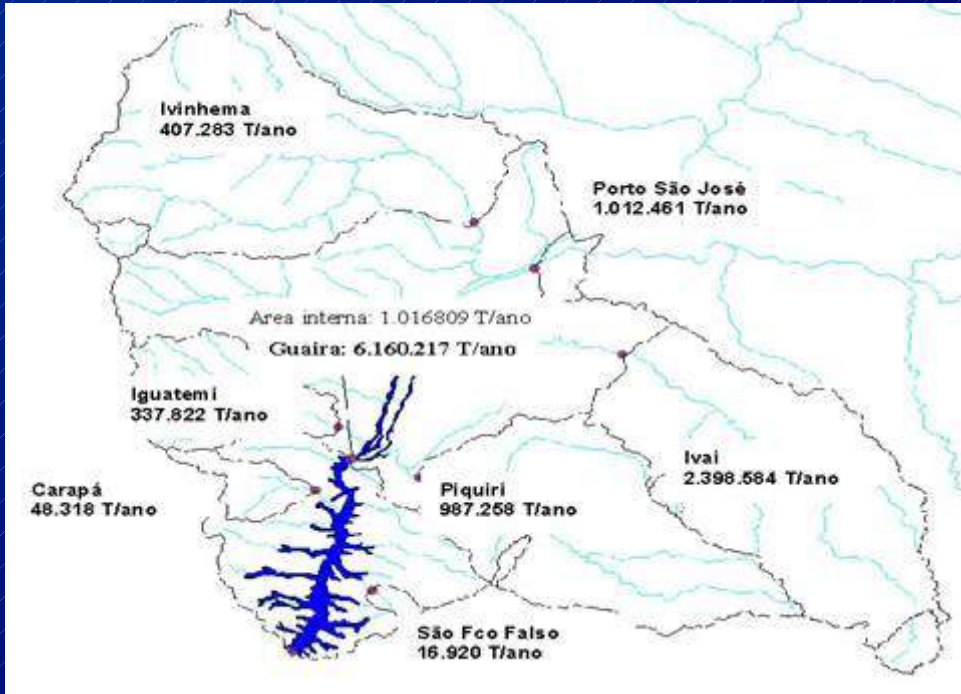 Ivinhema
407.283 T/ano
Porto São José
1.012.461 T/ano
Area interna: 1.016809 T/ano
Guaira: 6.160.217 T/ano
Iguatemi
337.822 T/ano
Ivai
2.398.584 T/ano
Carapá
48.318 T/ano
Piquiri
987.258 T/ano
São Fco Falso
16.920 T/ano